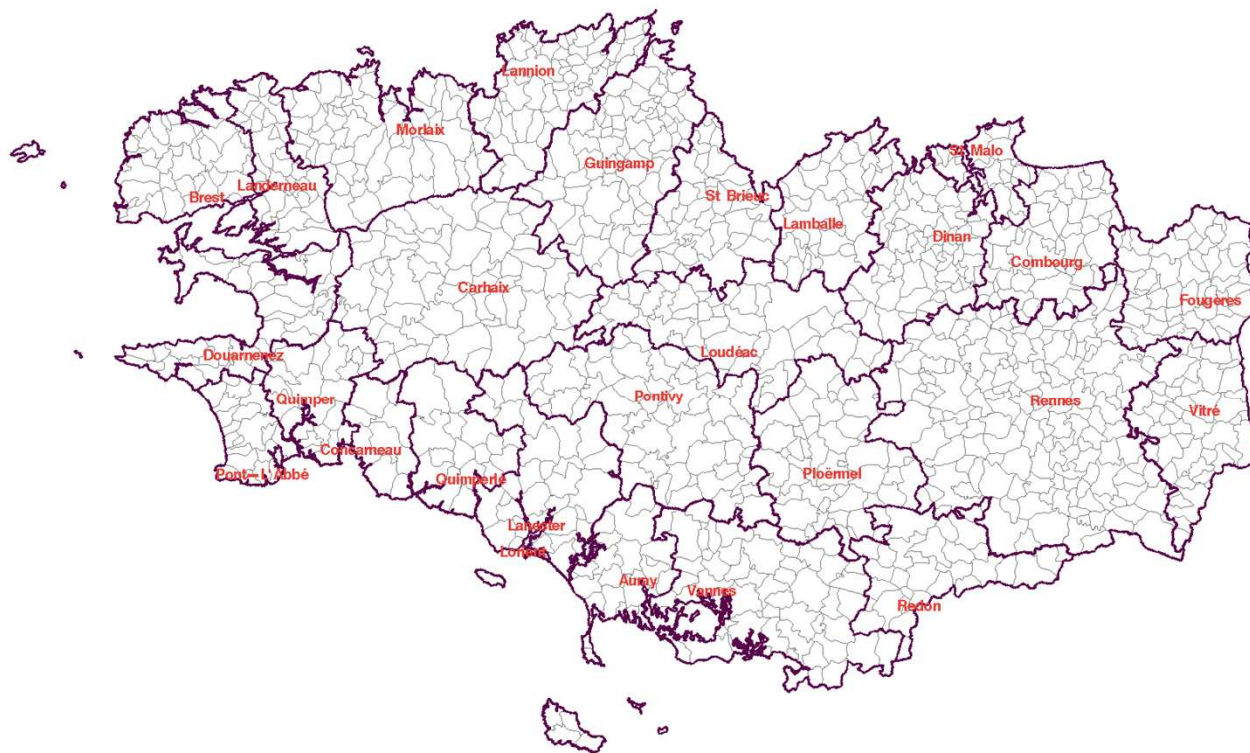 Lannion
Morlaix
St Malo
Guingamp
Landerneau
Brest
St Brieuc
Lamballe
Dinan
Combourg
Carhaix
Fougères
Douarnenez
Loudéac
Pontivy
Quimper
Rennes
Vitré
Concarneau
Pont-L'Abbé
Quimperlé
Ploërmel
Lanester
Lorient
Auray
Vannes
Redon